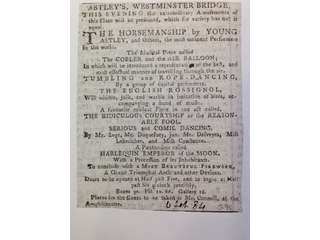 ASTLEY'S, WESTMINSTER BRIDGE,
THIS EVENING the extraordinary Amusements of
this Place will be presented, which for variety has not its
equal.
THE HORSEMANSHIP by YOUNG
ASTLEY, and Others, the most eminent Performers
in the world.
The Musical Piece called
The COBLER and the AIR BALLOON;
In which will be introduced a representation of the best, and
most effectual manner of travelling through the air.
TUMBLING and ROPE-DANCING,
By a group of capital performers.
THE ENGLISH ROSSIGNOL,
Will whistle, and warble in imitation of birds, ac-
companying a band of music.
A favourite musical Piece in one act called,
THE RIDICULOUS COURTSHIP or the REASON-
ABLE FOOL.
SERIOUS and COMIC DANCING,
By Mr. Lege, Mr. Duquesney, jun. Mr. Delveyra, Miss
and Miss Constance.
A Pantomime called
HARLEQUIN EMPEROR of the MOON.
With a Procession of its Inhabitants.
To conclude with a MOST BEAUTIFUL FIREWORK,
A Grand Triumphal Arch and other Devices.
Doors to be opened at Half past Five, and to begin at Half
past Six o'clock precisely.
Boxes 3s. Pit 2s. Gallery 1s.
Places for the Boxes to be taken of Mr. Connell, at the
Amphitheatre.
6 84